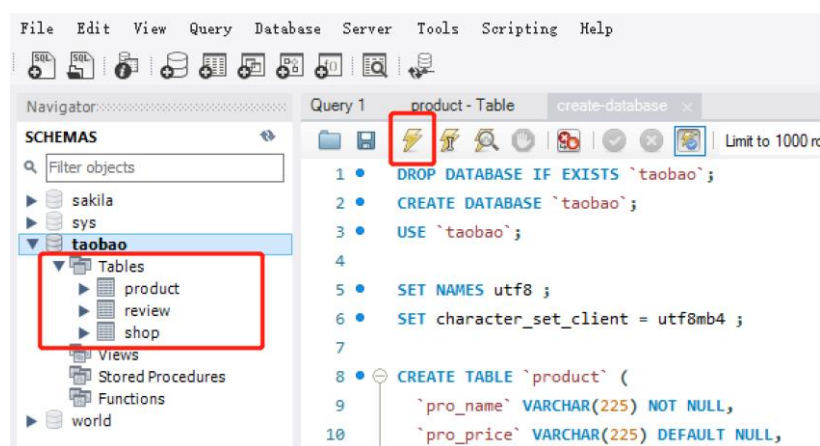 File Edit View Query Database Server Tools Scripting Help
SQL SQL
Navigator
SCHEMAS
Filter objects
sakila
sys
taobao
Tables
product
review
shop
Views
Stored Procedures
Functions
world
Query 1 product - Table create-database ×
Limit to 1000
1 DROP DATABASE IF EXISTS `taobao`;
2 CREATE DATABASE `taobao`;
3 USE `taobao`;
4
5 SET NAMES utf8 ;
6 SET character_set_client = utf8mb4 ;
7
8 CREATE TABLE `product` (
9 `pro_name` VARCHAR(225) NOT NULL,
10 `pro_price` VARCHAR(225) DEFAULT NULL,